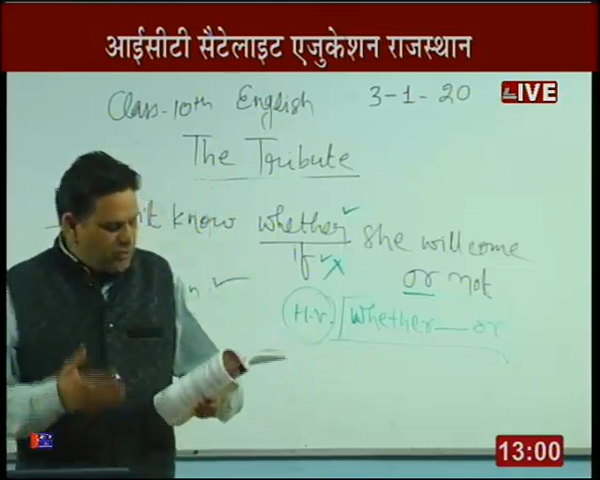 आईसीटी सैटेलाइट एजुकेशन राजस्थान
LIVE
Class-10th English 3-1-20
The Tribute
know whether she will come
if or not
H.V. Whether — or
13:00